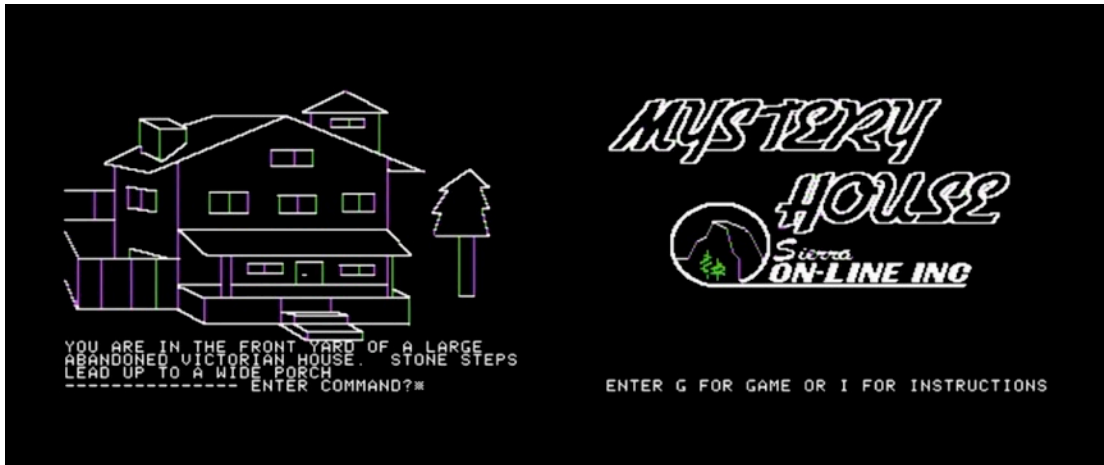 YOU ARE IN THE FRONT YARD OF A LARGE
ABANDONED VICTORIAN HOUSE.  STONE STEPS
LEAD UP TO A WIDE PORCH
--------------- ENTER COMMAND?※
MYSTERY
HOUSE
Sierra
ON-LINE INC
ENTER G FOR GAME OR I FOR INSTRUCTIONS